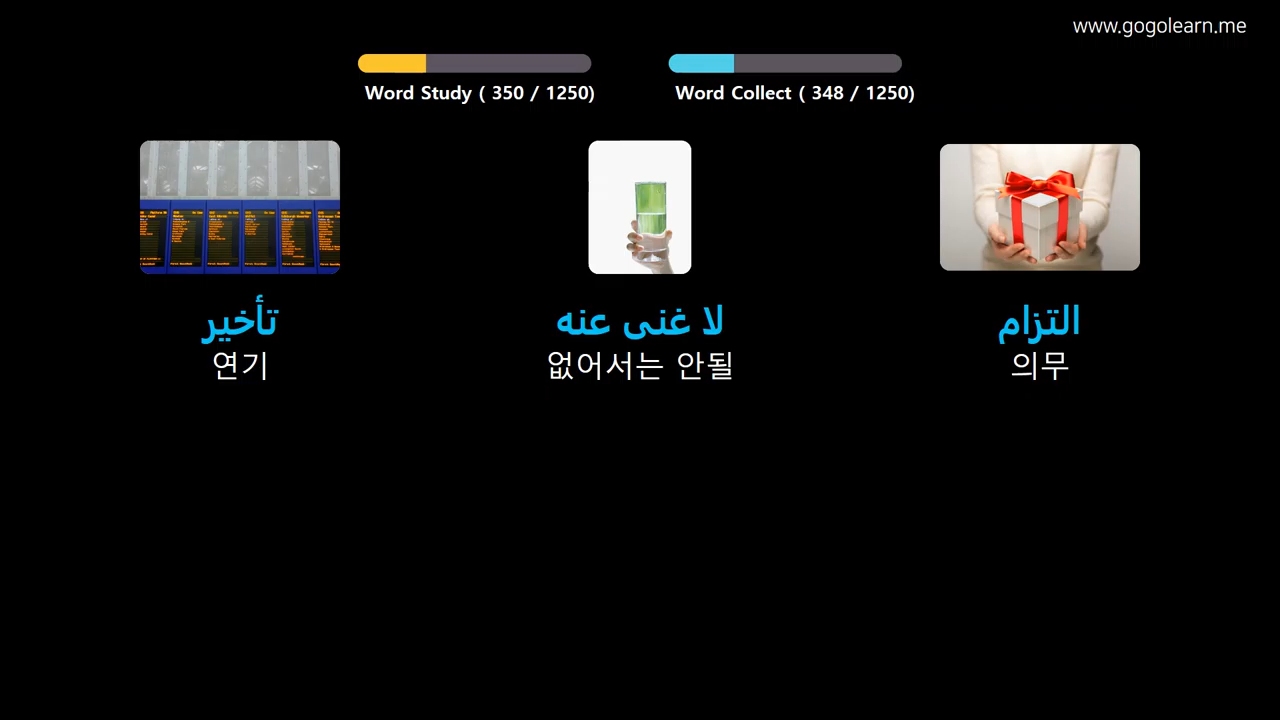 www.gogolearn.me
Word Study ( 350 / 1250)
Word Collect ( 348 / 1250)
تأخير
연기
لا غنى عنه
없어서는 안될
التزام
의무